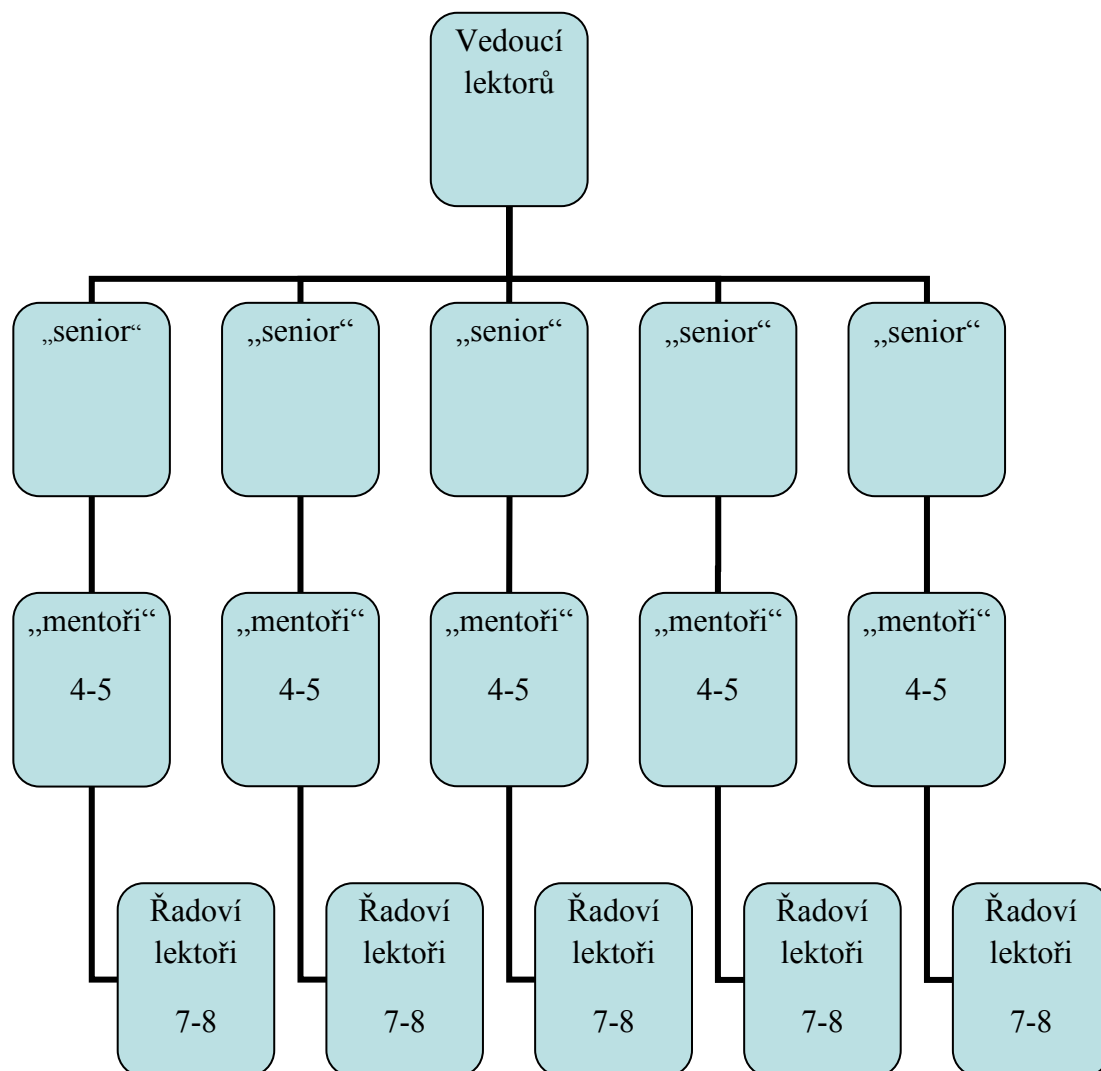 Vedoucí
lektorů
„senior“
„senior“
„senior“
„senior“
„senior“
„mentoři“
4-5
„mentoři“
4-5
„mentoři“
4-5
„mentoři“
4-5
„mentoři“
4-5
Řadoví
lektoři
7-8
Řadoví
lektoři
7-8
Řadoví
lektoři
7-8
Řadoví
lektoři
7-8
Řadoví
lektoři
7-8